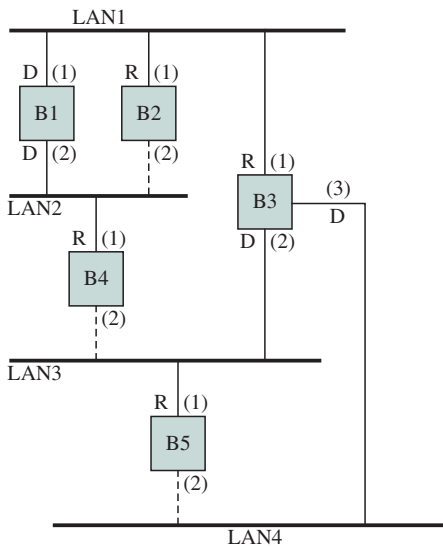 LAN1
D (1) R (1)
B1 B2
D (2) (2) R (1) (3)
LAN2 B3 D
R (1) D (2)
B4
(2)
LAN3
R (1)
B5
(2)
LAN4